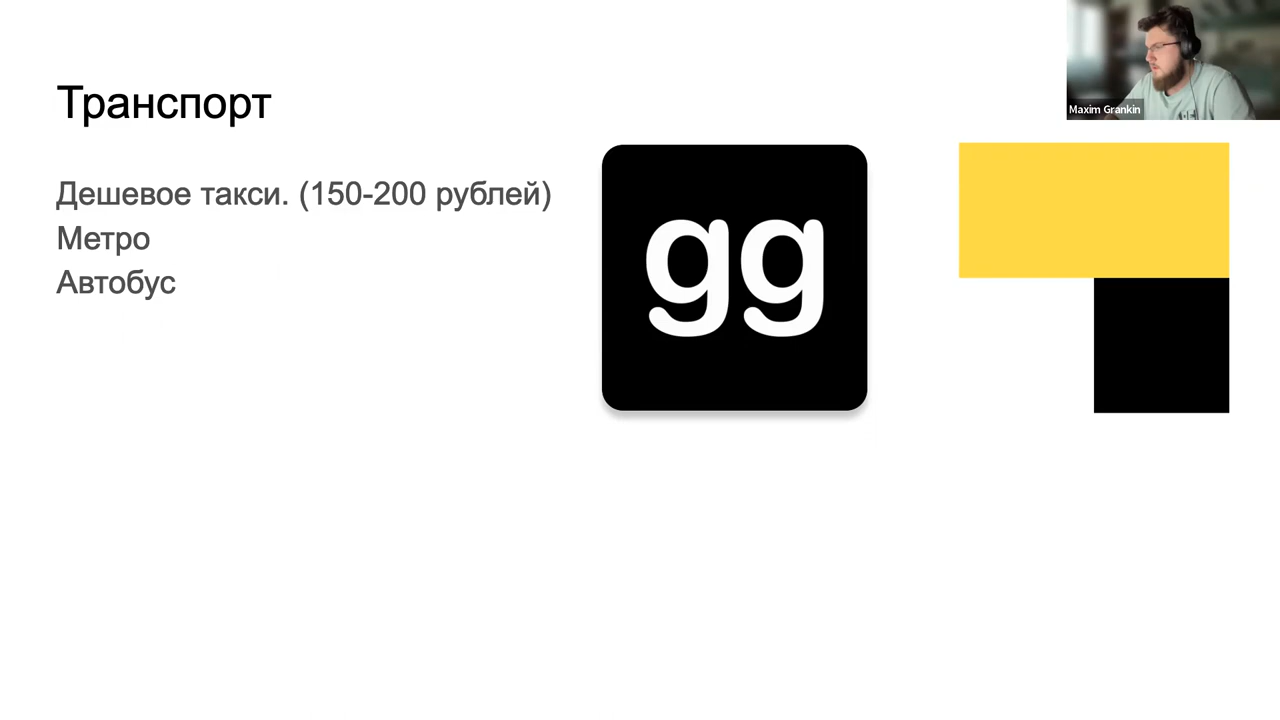 Транспорт
Дешевое такси. (150-200 рублей)
Метро
Автобус
gg
Maxim Grankin